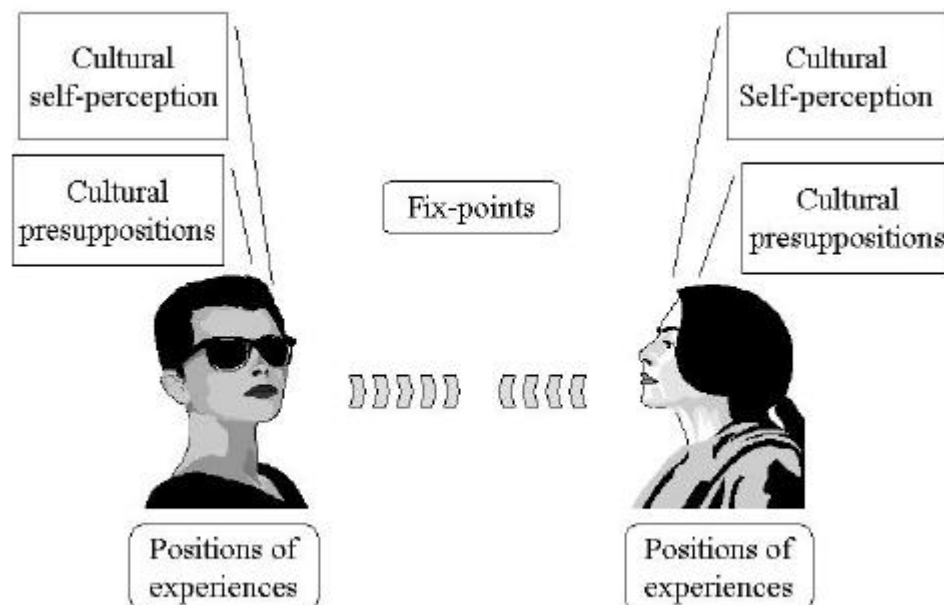 Cultural
self-perception
Cultural
presuppositions
Fix-points
Cultural
Self-perception
Cultural
presuppositions
Positions of
experiences
Positions of
experiences